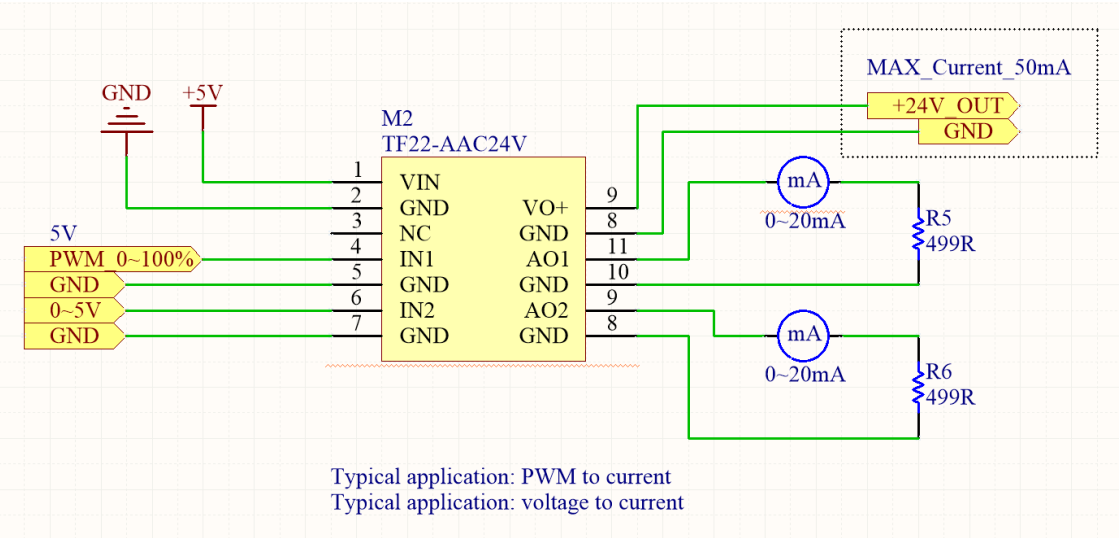 MAX_Current_50mA
GND
+5V
+24V_OUT
GND
M2
TF22-AAC24V
1
VIN
2
GND
VO+
9
3
NC
GND
8
5V
PWM_0~100%
4
IN1
AO1
11
GND
5
GND
GND
10
0~5V
6
IN2
AO2
9
GND
7
GND
GND
8
mA
0~20mA
R5
499R
mA
0~20mA
R6
499R
Typical application: PWM to current
Typical application: voltage to current